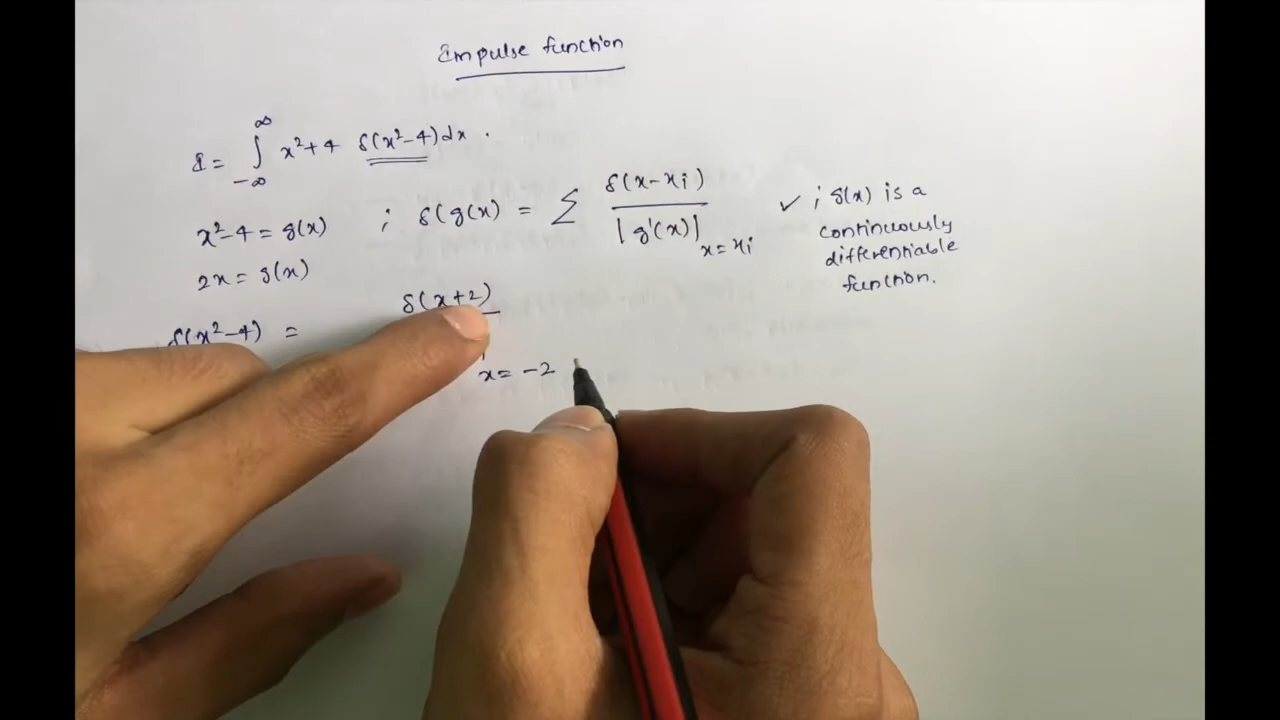 Impulse function
I = ∫_{-∞}^{∞} x²+4 δ(x²-4) dx .
x²-4 = g(x) ; δ(g(x) = Σ δ(x-xi) / |g'(x)| x=xi ✓ ; g(x) is a
continuously
differentiable
function.
2x = g(x)
δ(x²-4) = δ(x+2)
x = -2